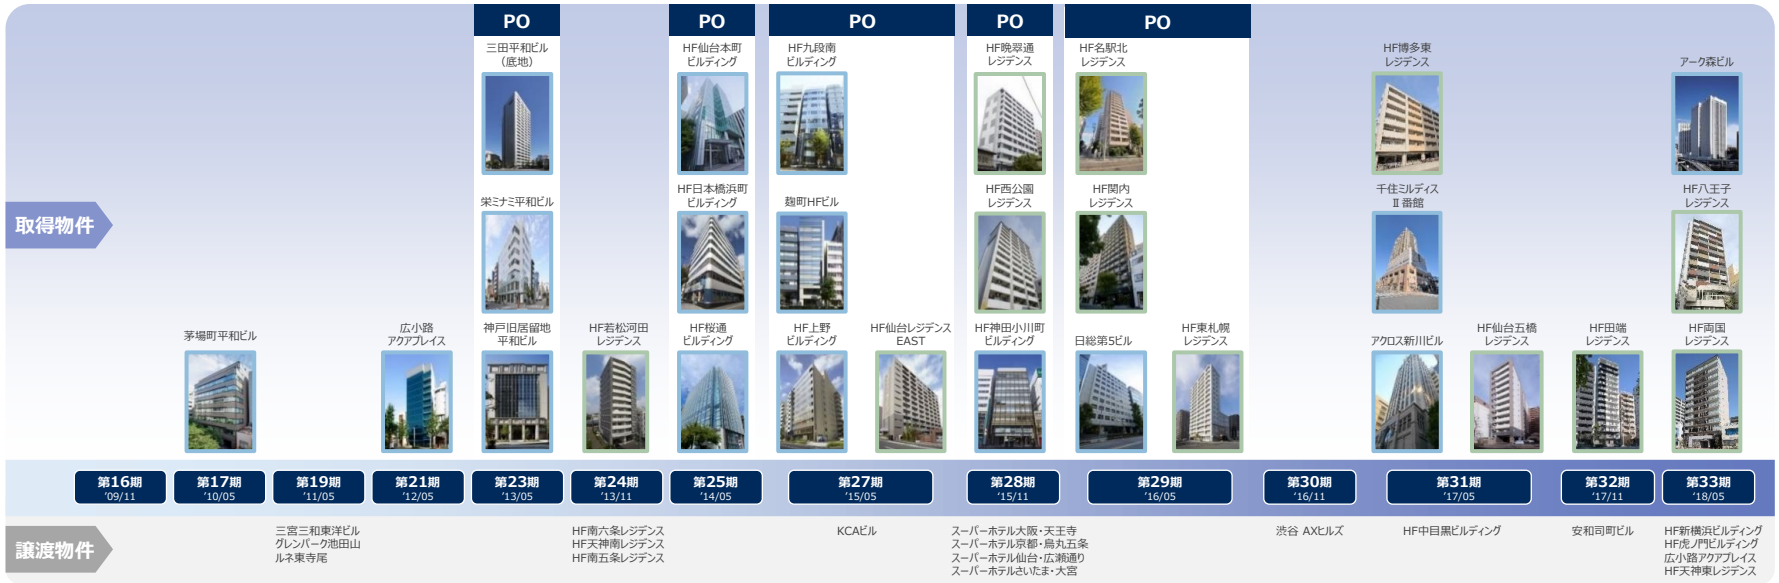 PO
PO
PO
PO
PO
三田平和ビル
（底地）
HF仙台本町
ビルディング
HF九段南
ビルディング
HF晩翠通
レジデンス
HF名駅北
レジデンス
HF博多東
レジデンス
アーク森ビル
取得物件
栄ミナミ平和ビル
HF日本橋浜町
ビルディング
麹町HFビル
HF西公園
レジデンス
HF関内
レジデンス
千住ミルディス
Ⅱ番館
HF八王子
レジデンス
茅場町平和ビル
広小路
アクアプレイス
神戸旧居留地
平和ビル
HF若松河田
レジデンス
HF桜通
ビルディング
HF上野
ビルディング
HF仙台レジデンス
EAST
HF神田小川町
ビルディング
日総第5ビル
HF東札幌
レジデンス
アクロス新川ビル
HF仙台五橋
レジデンス
HF田端
レジデンス
HF両国
レジデンス
第16期
'09/11
第17期
'10/05
第19期
'11/05
第21期
'12/05
第23期
'13/05
第24期
'13/11
第25期
'14/05
第27期
'15/05
第28期
'15/11
第29期
'16/05
第30期
'16/11
第31期
'17/05
第32期
'17/11
第33期
'18/05
譲渡物件
三宮三和東洋ビル
グレンパーク池田山
ルネ東寺尾
HF南六条レジデンス
HF天神南レジデンス
HF南五条レジデンス
KCAビル
スーパーホテル大阪・天王寺
スーパーホテル京都・烏丸五条
スーパーホテル仙台・広瀬通り
スーパーホテルさいたま・大宮
渋谷 AXヒルズ
HF中目黒ビルディング
安和司町ビル
HF新横浜ビルディング
HF虎ノ門ビルディング
広小路アクアプレイス
HF天神東レジデンス